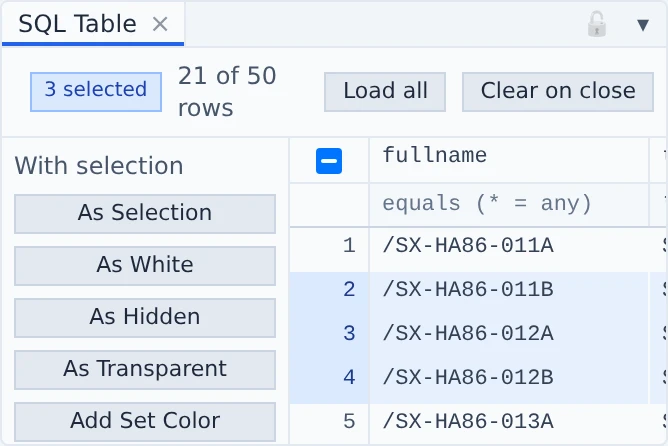 SQL Table
3 selected
21 of 50
rows
Load all
Clear on close
With selection
As Selection
As White
As Hidden
As Transparent
Add Set Color
fullname
equals (* = any)
1 /SX-HA86-011A
2 /SX-HA86-011B
3 /SX-HA86-012A
4 /SX-HA86-012B
5 /SX-HA86-013A